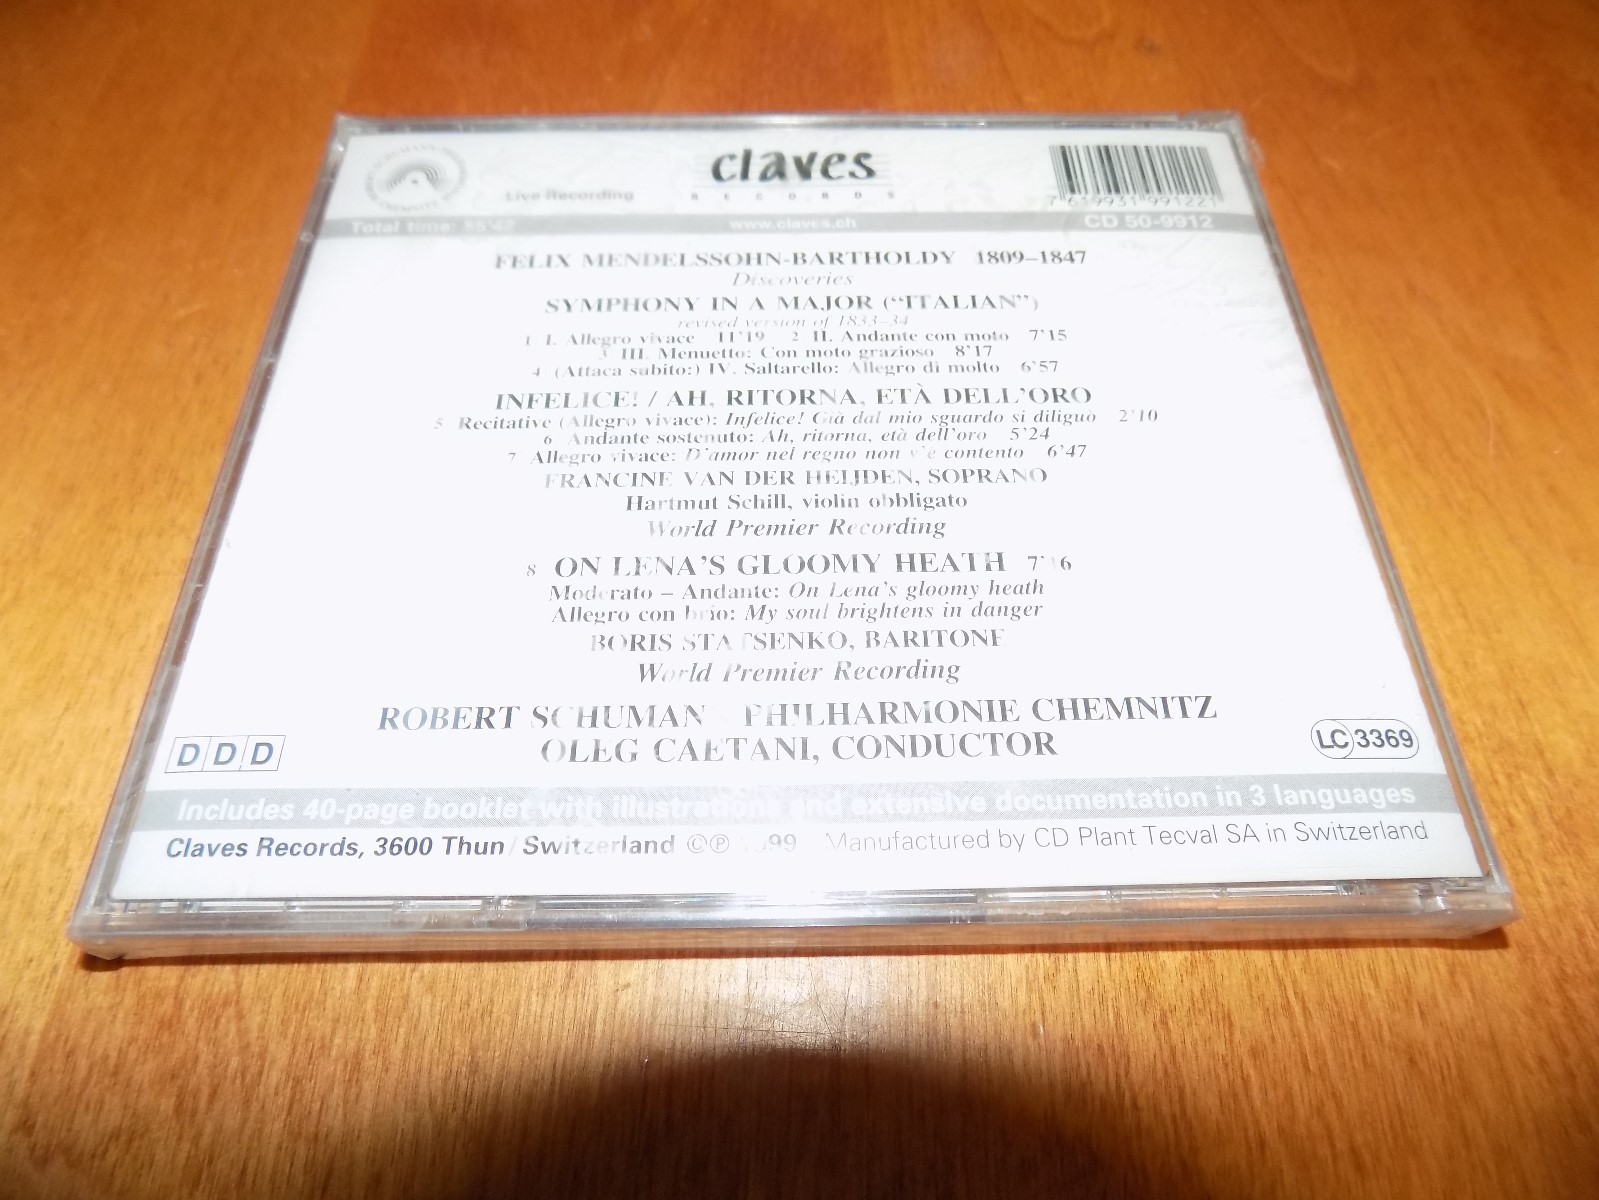 claves
RECORDS
Live Recording
7 619931 991221
Total time:
www.claves.ch
CD 50-9912
FELIX MENDELSSOHN-BARTHOLDY 1809–1847
Discoveries
SYMPHONY IN A MAJOR ("ITALIAN")
revised version of 1833–34
1 I. Allegro vivace 11'19 2 II. Andante con moto 7'15
3 III. Menuetto: Con moto grazioso 8'17
4 (Attaca subito:) IV. Saltarello: Allegro di molto 6'57
INFELICE! / AH, RITORNA, ETÀ DELL'ORO
5 Recitative (Allegro vivace): Infelice! Già dal mio sguardo si diliguò 2'10
6 Andante sostenuto: Ah, ritorna, età dell'oro 5'24
7 Allegro vivace: D'amor nel regno non v'e contento 6'47
FRANCINE VAN DER HEIJDEN, SOPRANO
Hartmut Schill, violin obbligato
World Premier Recording
8 ON LENA'S GLOOMY HEATH
Moderato – Andante: On Lena's gloomy heath
Allegro con brio: My soul brightens in danger
BORIS STATSENKO, BARITONE
World Premier Recording
ROBERT SCHUMANN PHILHARMONIE CHEMNITZ
OLEG CAETANI, CONDUCTOR
DDD
LC 3369
Includes 40-page booklet with illustrations and extensive documentation in 3 languages
Claves Records, 3600 Thun / Switzerland ©℗ 1999 Manufactured by CD Plant Tecval SA in Switzerland